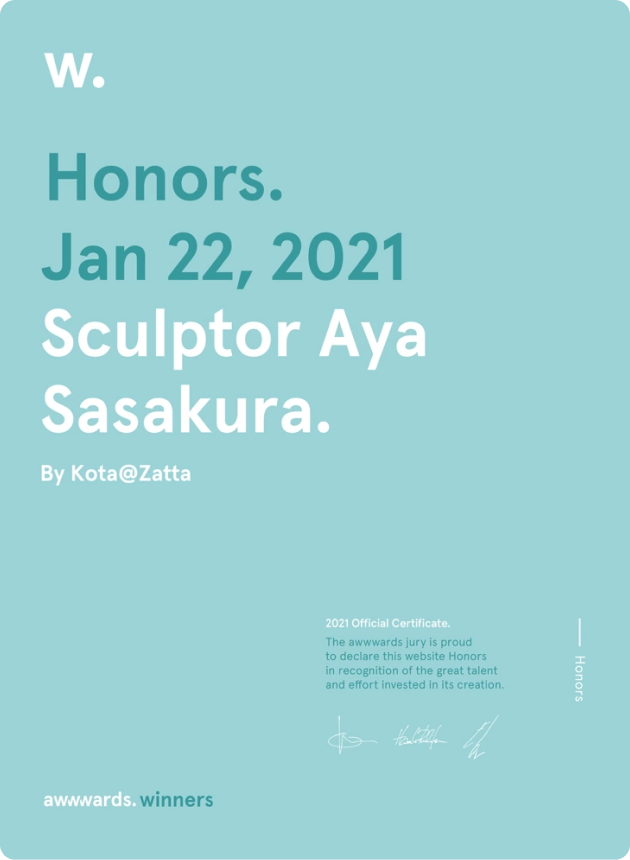 w.
Honors.
Jan 22, 2021
Sculptor Aya
Sasakura.
By Kota@Zatta
2021 Official Certificate.
The awwwards jury is proud
to declare this website Honors
in recognition of the great talent
and effort invested in its creation.
Honors
awwwards.winners